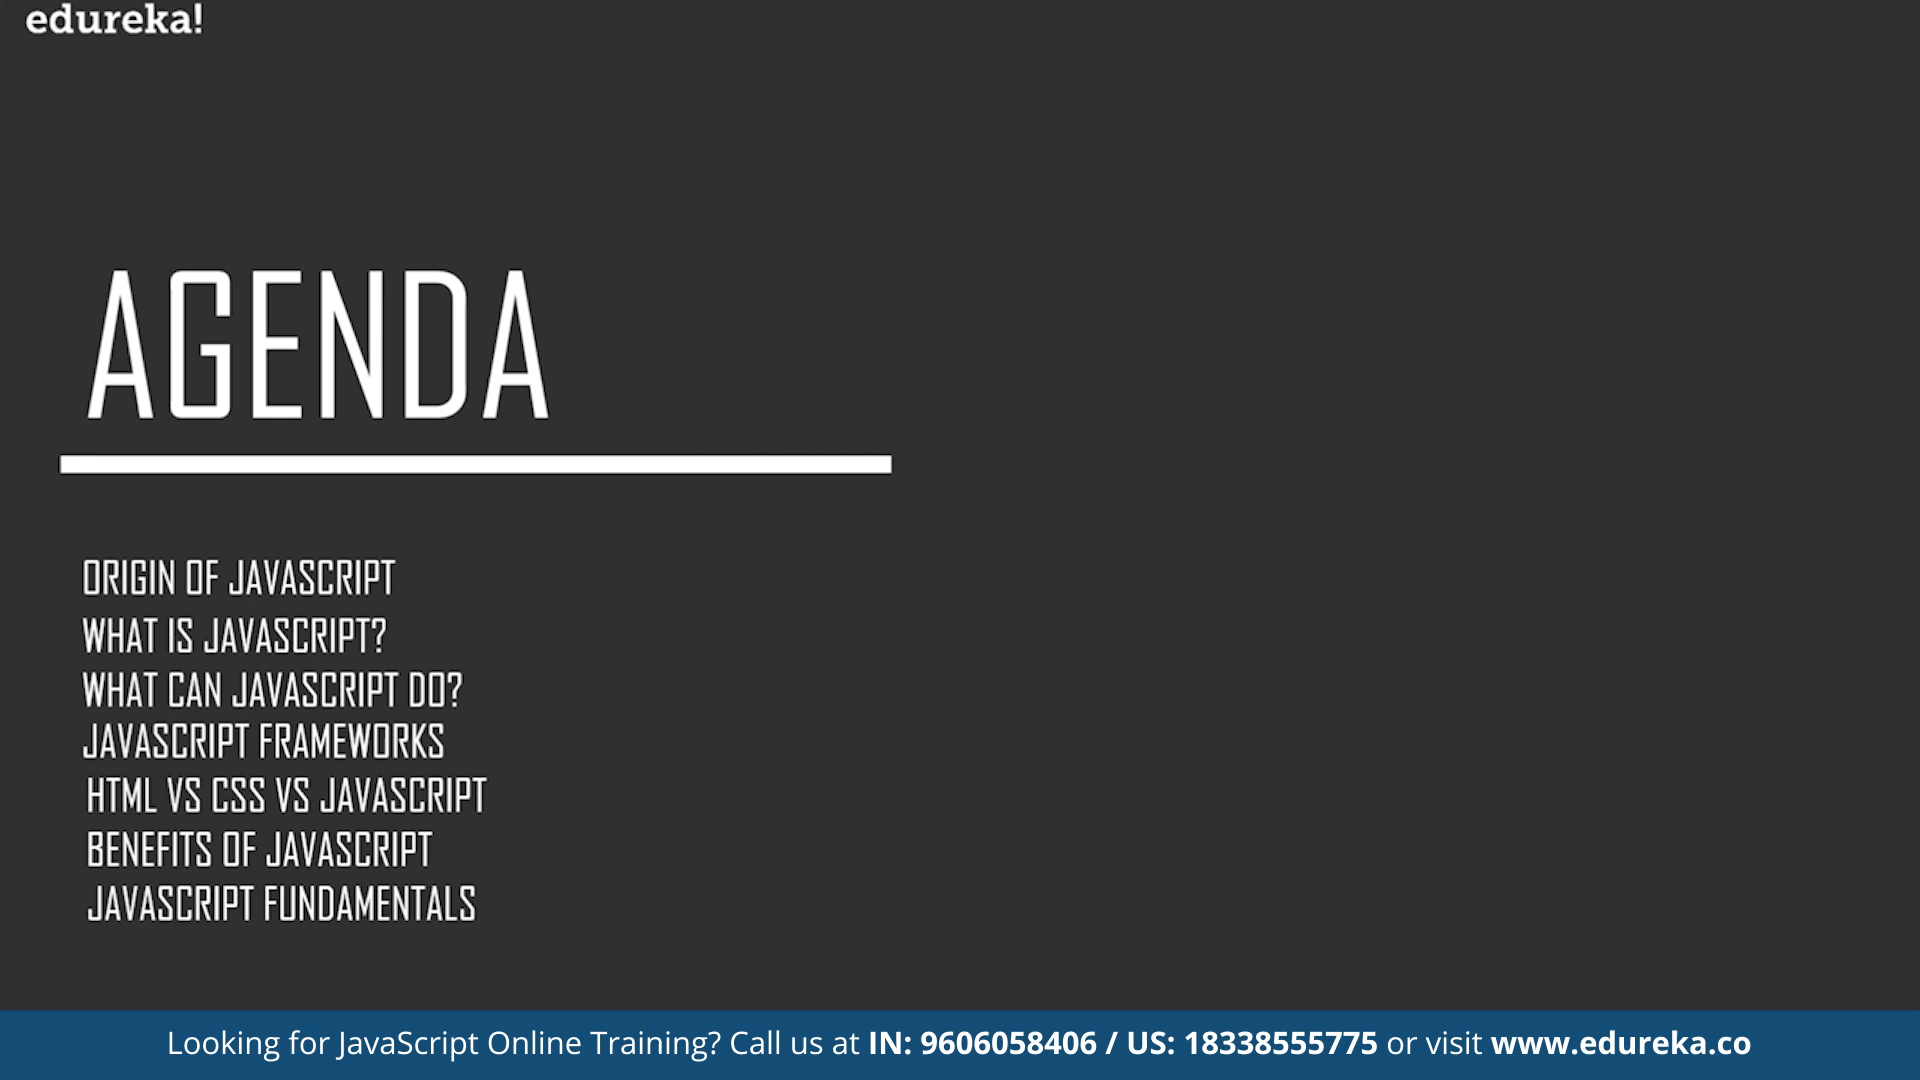 edureka!
AGENDA
ORIGIN OF JAVASCRIPT
WHAT IS JAVASCRIPT?
WHAT CAN JAVASCRIPT DO?
JAVASCRIPT FRAMEWORKS
HTML VS CSS VS JAVASCRIPT
BENEFITS OF JAVASCRIPT
JAVASCRIPT FUNDAMENTALS
Looking for JavaScript Online Training? Call us at IN: 9606058406 / US: 18338555775 or visit www.edureka.co